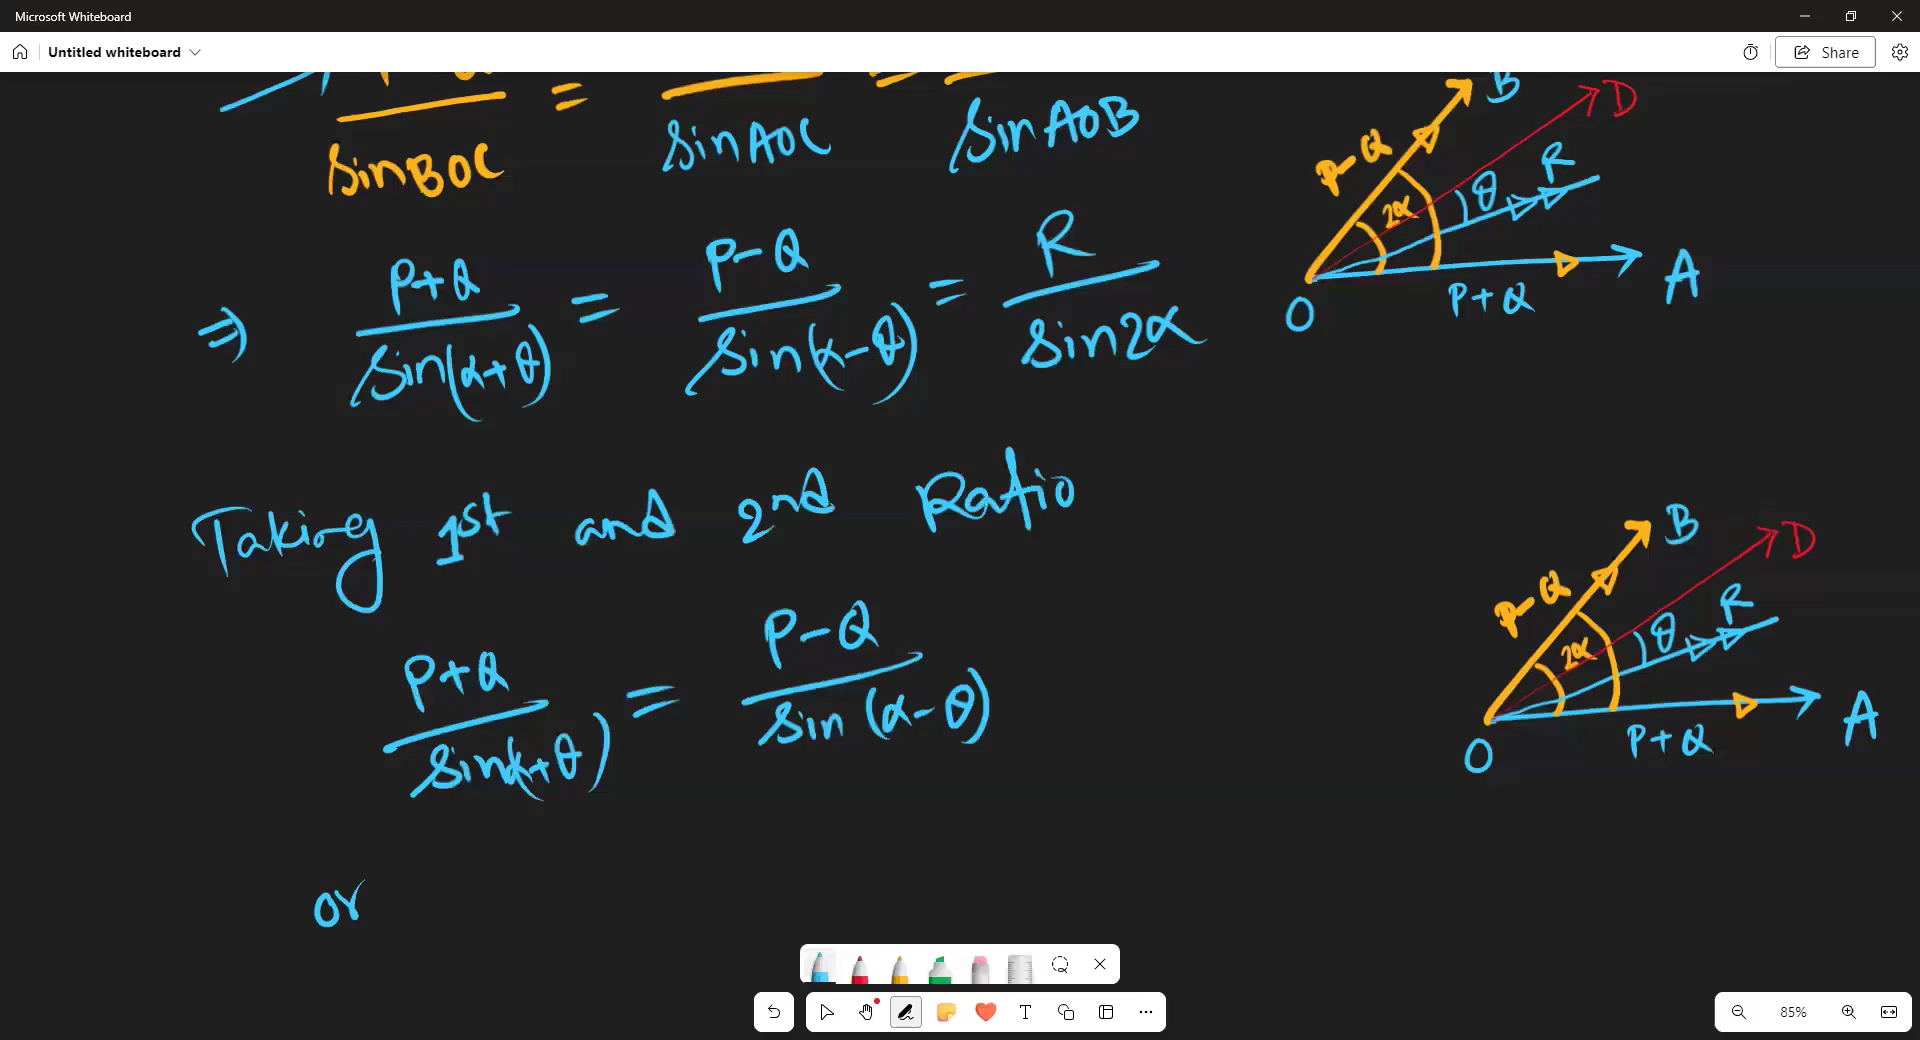 Microsoft Whiteboard
Untitled whiteboard
Share
sinBOC = sinAOC = sinAOB
⇒ P+Q/sin(α+θ) = P-Q/sin(α-θ) = R/sin2α
Taking 1st and 2nd Ratio
P+Q/sin(α+θ) = P-Q/sin(α-θ)
or
B
D
P-Q
R
θ
2α
A
O
P+Q
B
D
P-Q
R
θ
2α
A
O
P+Q
85%